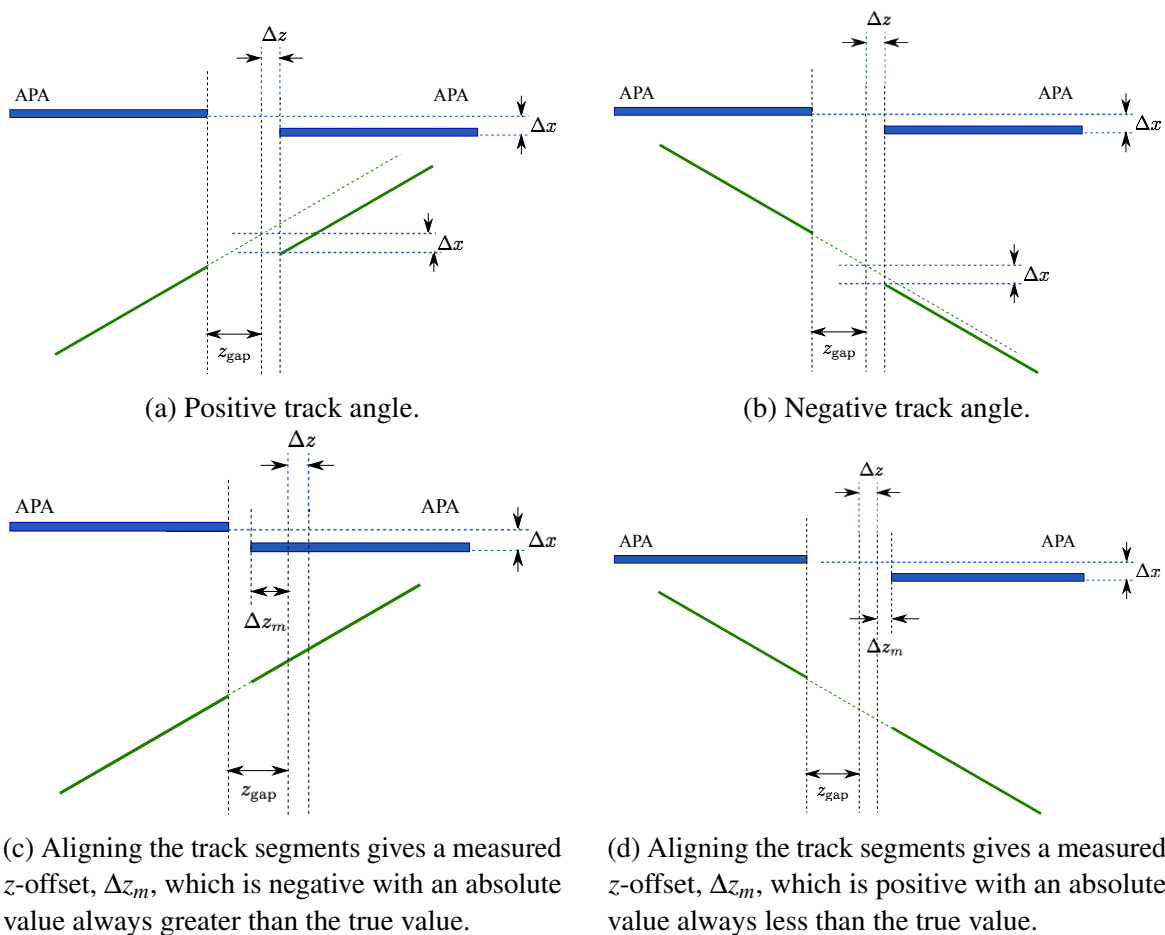 Δz
APA APA
Δx
Δx
z_gap
(a) Positive track angle.
Δz
APA APA
Δx
Δx
z_gap
(b) Negative track angle.
Δz
APA APA
Δx
Δz_m
z_gap
(c) Aligning the track segments gives a measured
z-offset, Δz_m, which is negative with an absolute
value always greater than the true value.
Δz
APA APA
Δx
Δz_m
z_gap
(d) Aligning the track segments gives a measured
z-offset, Δz_m, which is positive with an absolute
value always less than the true value.